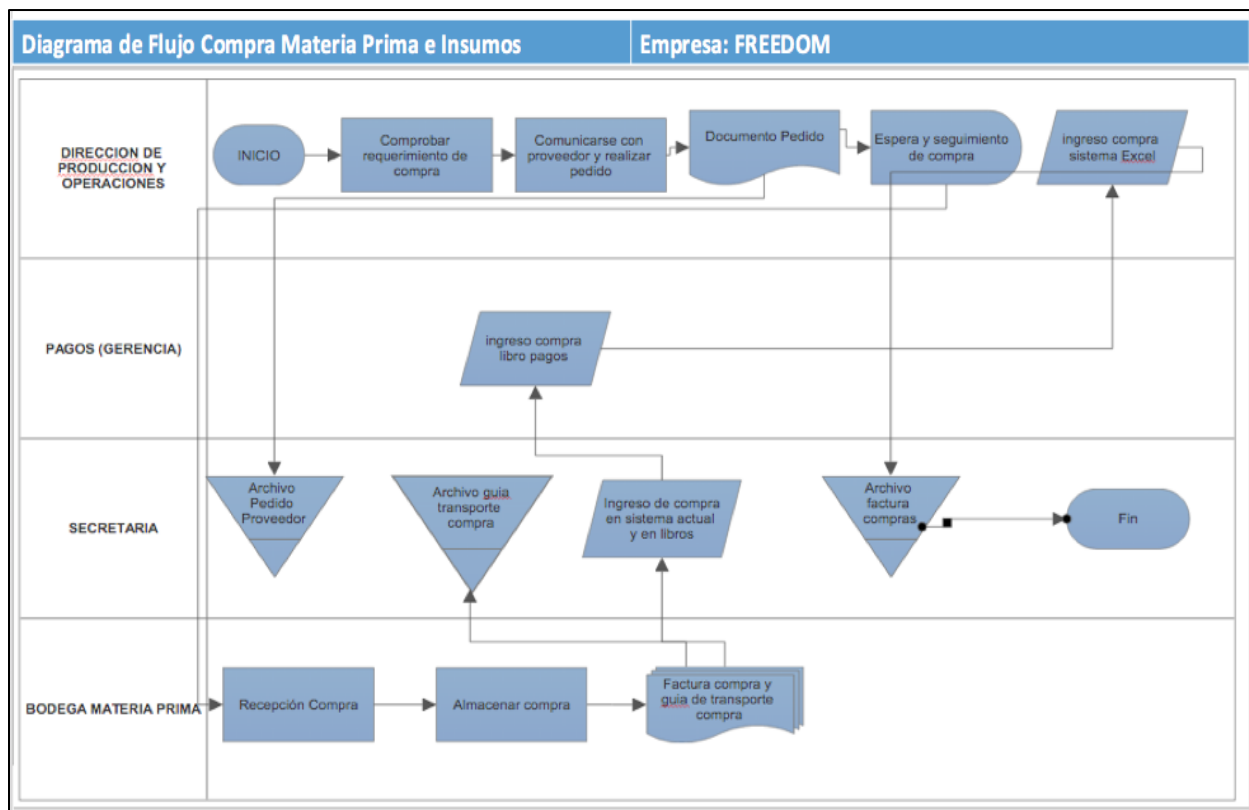 Diagrama de Flujo Compra Materia Prima e Insumos
Empresa: FREEDOM
DIRECCION DE
PRODUCCION Y
OPERACIONES
INICIO
Comprobar
requerimiento de
compra
Comunicarse con
proveedor y realizar
pedido
Documento Pedido
Espera y seguimiento
de compra
ingreso compra
sistema Excel
PAGOS (GERENCIA)
ingreso compra
libro pagos
SECRETARIA
Archivo
Pedido
Proveedor
Archivo guia
transporte
compra
Ingreso de compra
en sistema actual
y en libros
Archivo
factura
compras
Fin
BODEGA MATERIA PRIMA
Recepción Compra
Almacenar compra
Factura compra y
guia de transporte
compra